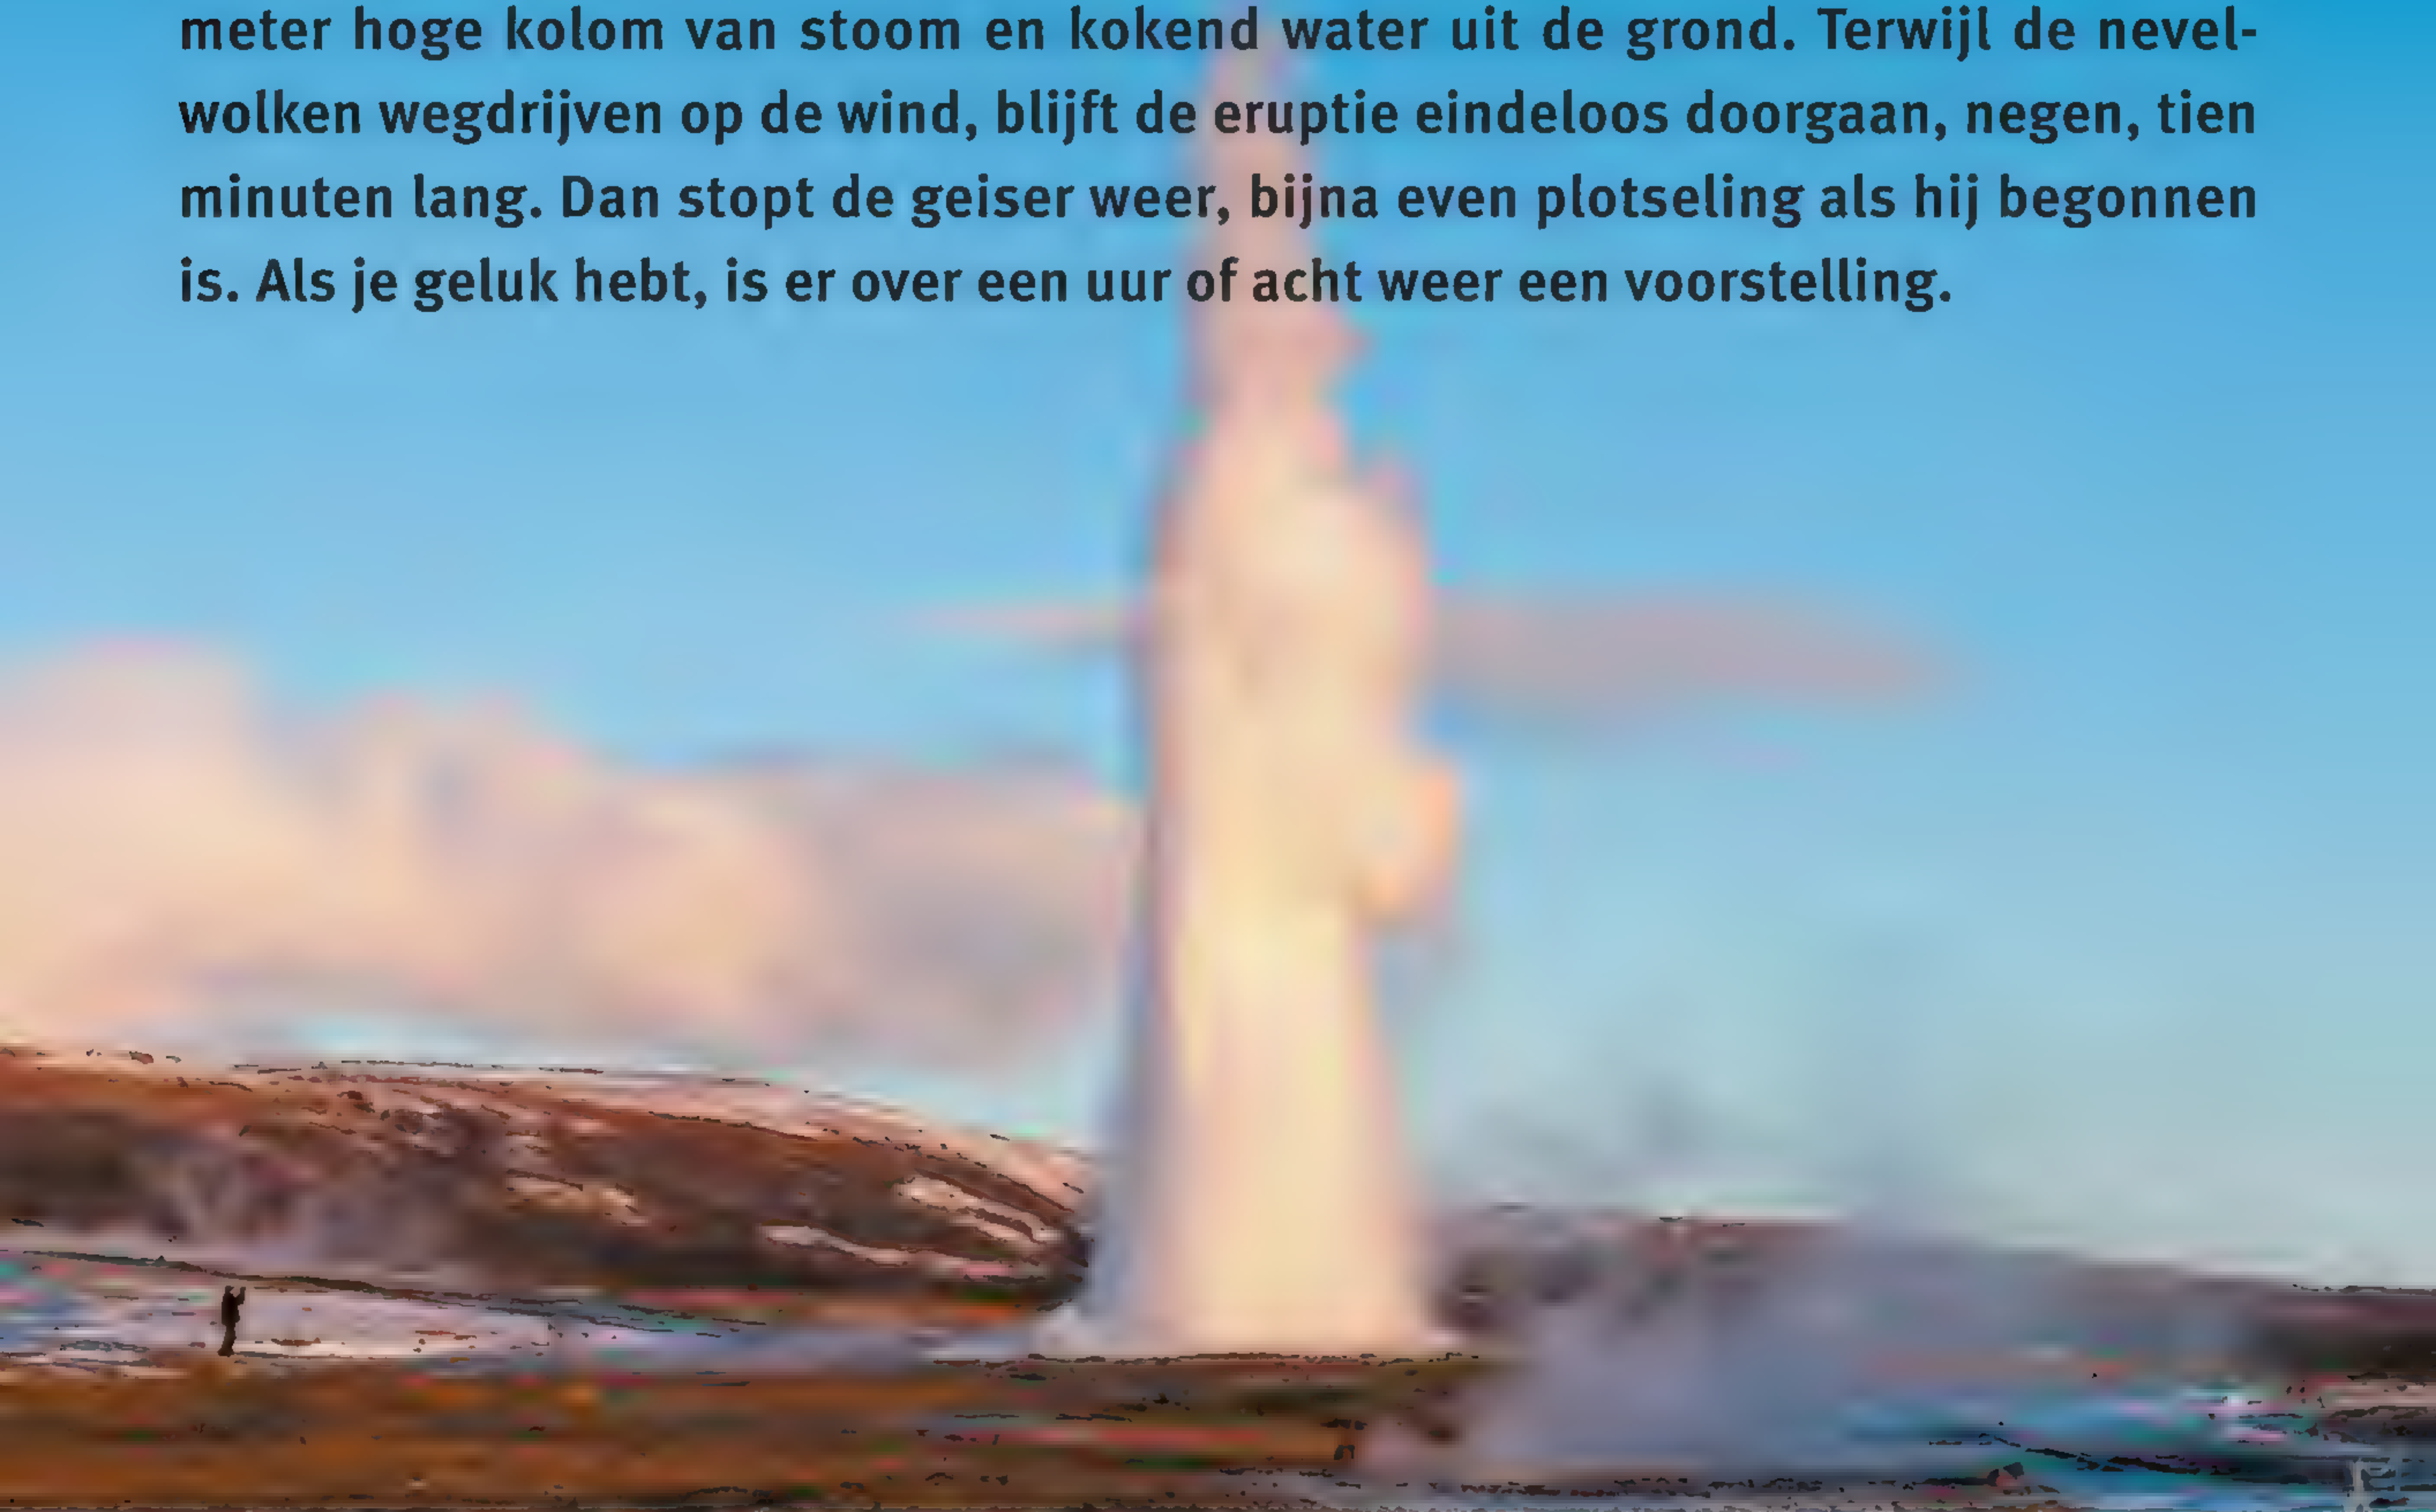 meter hoge kolom van stoom en kokend water uit de grond. Terwijl de nevel-
wolken wegdrijven op de wind, blijft de eruptie eindeloos doorgaan, negen, tien
minuten lang. Dan stopt de geiser weer, bijna even plotseling als hij begonnen
is. Als je geluk hebt, is er over een uur of acht weer een voorstelling.